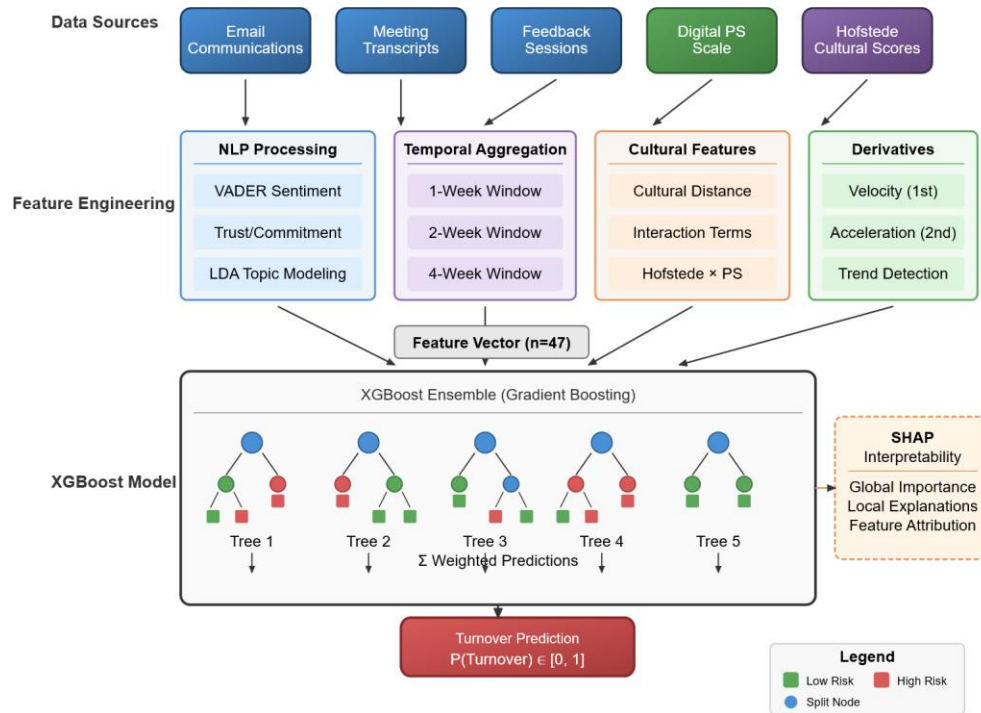 Data Sources
Email
Communications
Meeting
Transcripts
Feedback
Sessions
Digital PS
Scale
Hofstede
Cultural Scores
Feature Engineering
NLP Processing
VADER Sentiment
Trust/Commitment
LDA Topic Modeling
Temporal Aggregation
1-Week Window
2-Week Window
4-Week Window
Cultural Features
Cultural Distance
Interaction Terms
Hofstede × PS
Derivatives
Velocity (1st)
Acceleration (2nd)
Trend Detection
Feature Vector (n=47)
XGBoost Model
XGBoost Ensemble (Gradient Boosting)
Tree 1
Tree 2
Tree 3
Tree 4
Tree 5
Σ Weighted Predictions
SHAP
Interpretability
Global Importance
Local Explanations
Feature Attribution
Turnover Prediction
P(Turnover) ∈ [0, 1]
Legend
Low Risk
High Risk
Split Node